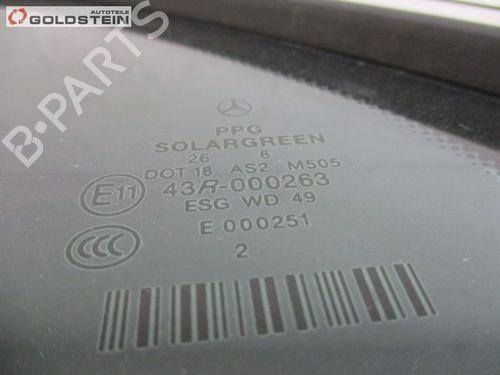 AUTOTEILE
GOLDSTEIN
B-PARTS
PPG
SOLARGREEN
26 8
DOT 18 AS2 M505
E11 43R-000263
ESG WD 49
CCC E 000251
2